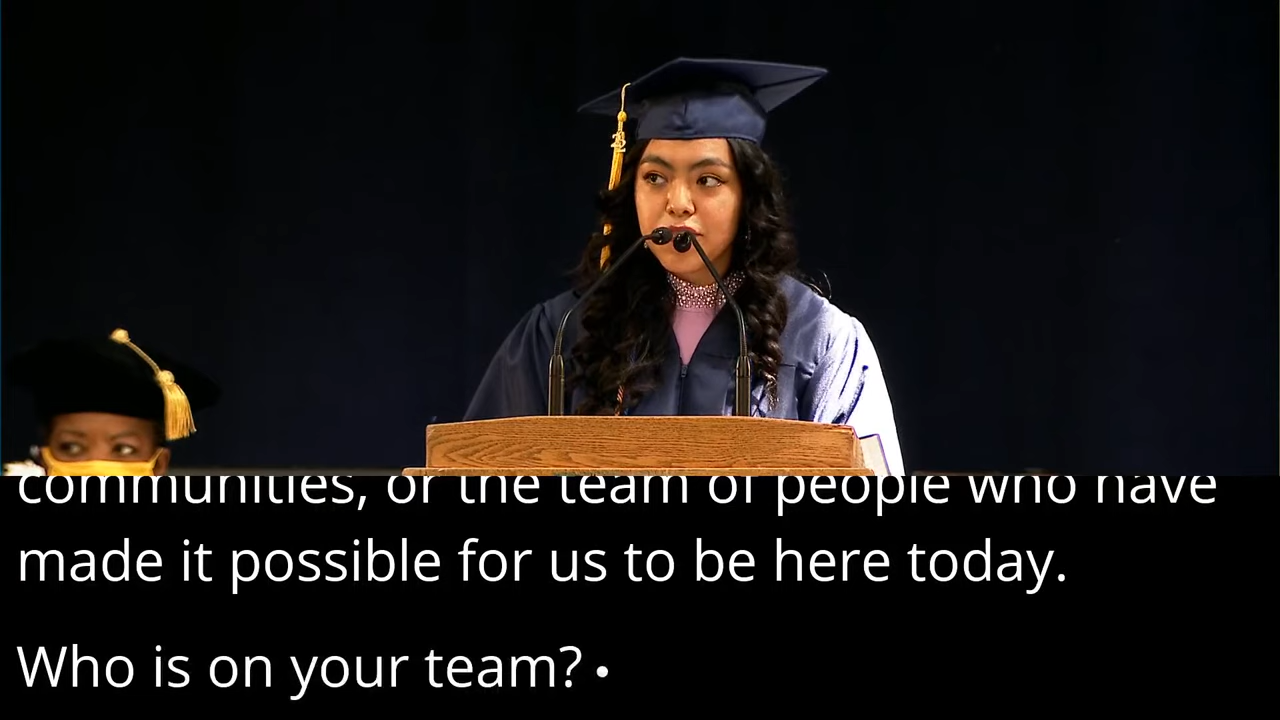 communities, or the team of people who have
made it possible for us to be here today.
Who is on your team? •